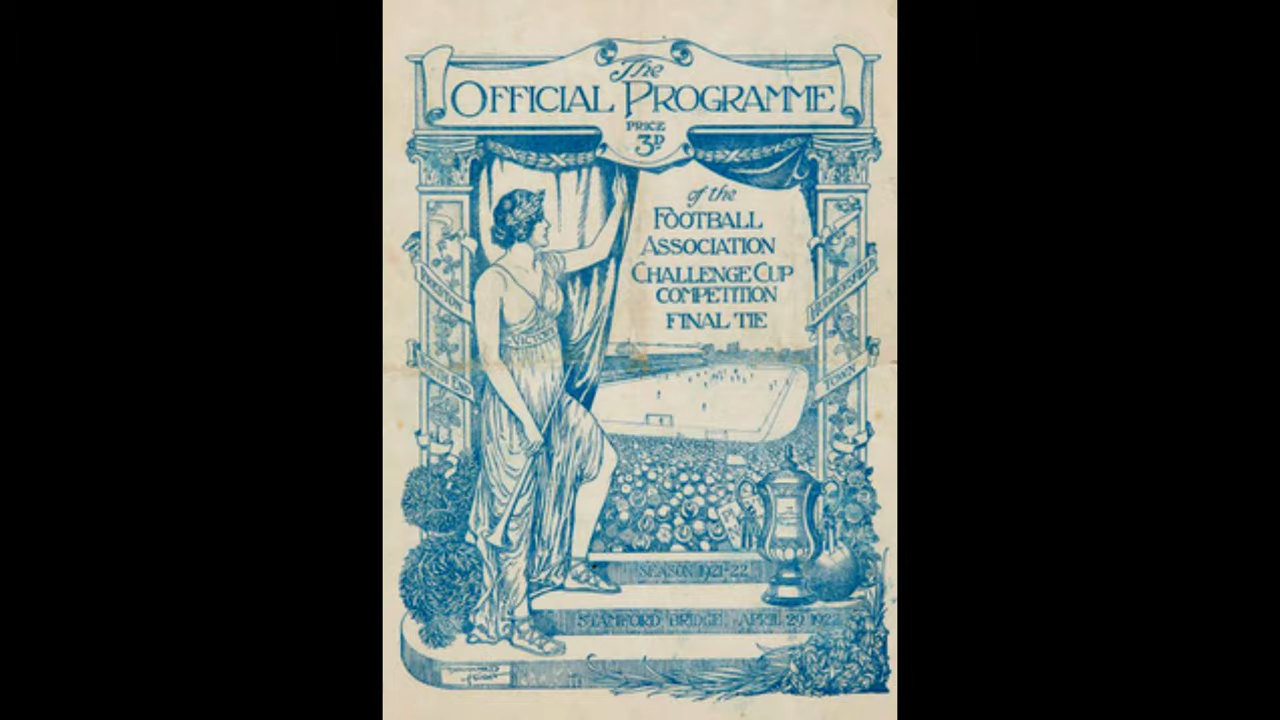 The
OFFICIAL PROGRAMME
PRICE
3D
of the
FOOTBALL
ASSOCIATION
CHALLENGE CUP
COMPETITION
FINAL TIE
PRESTON
NORTH END
HUDDERSFIELD
TOWN
VICTORY
SEASON 1921-22
STAMFORD BRIDGE. APRIL 29 1922